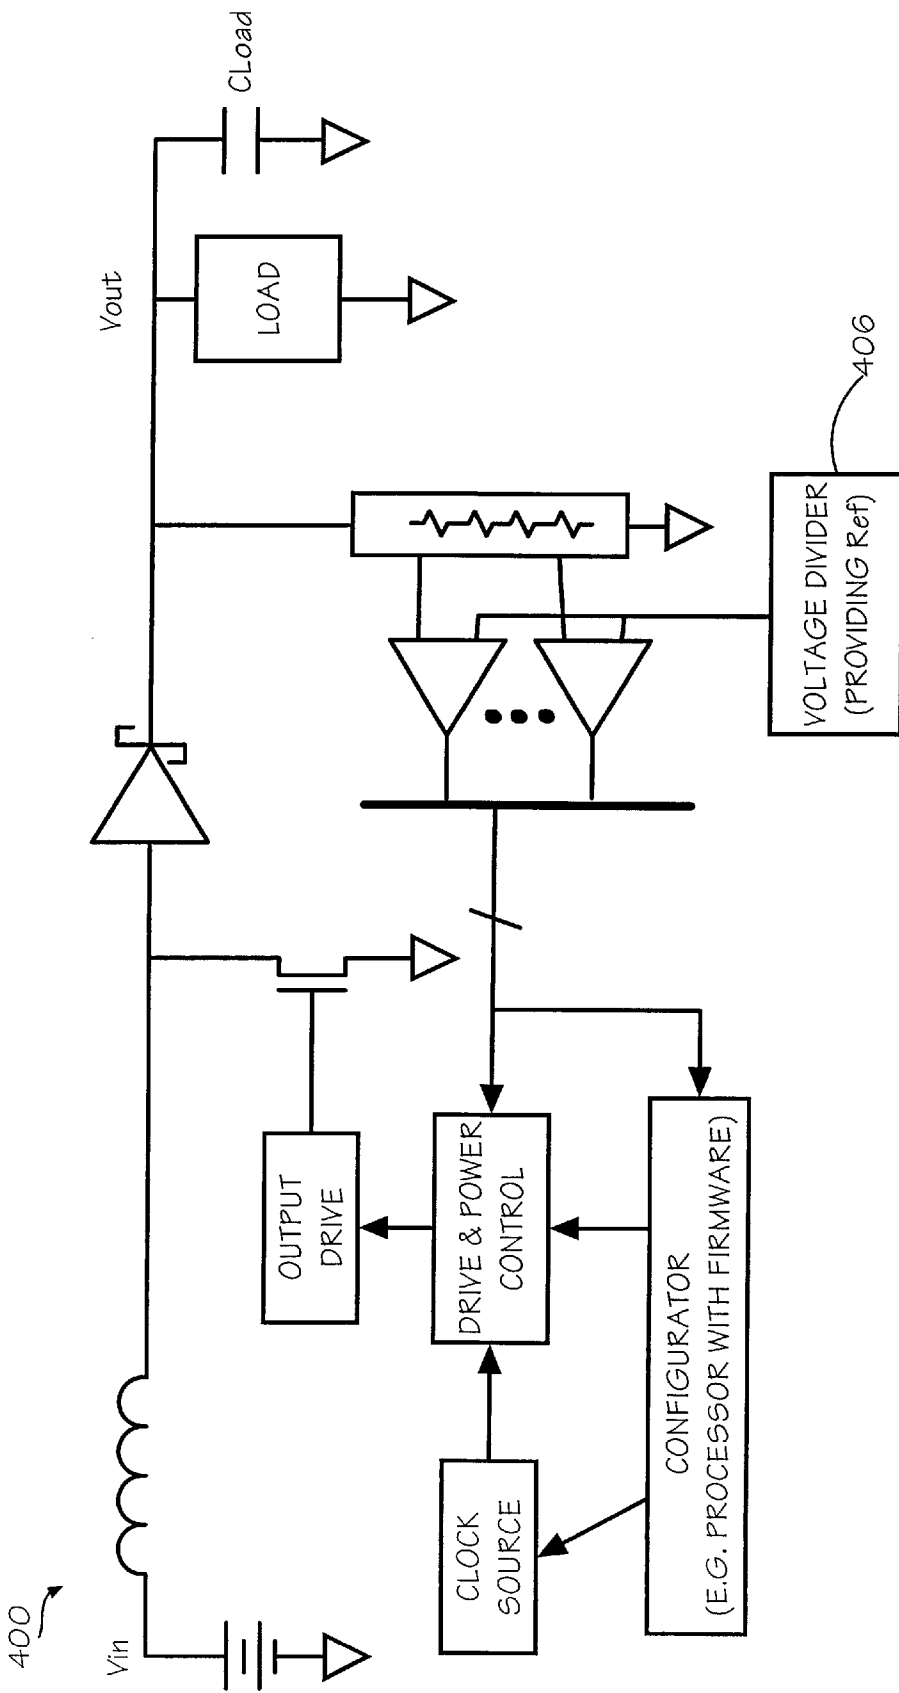 400
Vin
Vout
CLoad
LOAD
OUTPUT
DRIVE
DRIVE & POWER
CONTROL
CLOCK
SOURCE
CONFIGURATOR
(E.G. PROCESSOR WITH FIRMWARE)
VOLTAGE DIVIDER
(PROVIDING Ref)
406